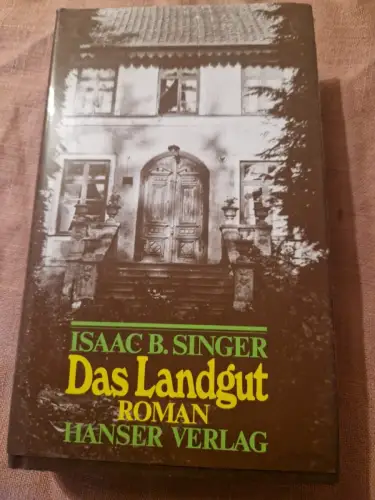 ISAAC B. SINGER
Das Landgut
ROMAN
HANSER VERLAG